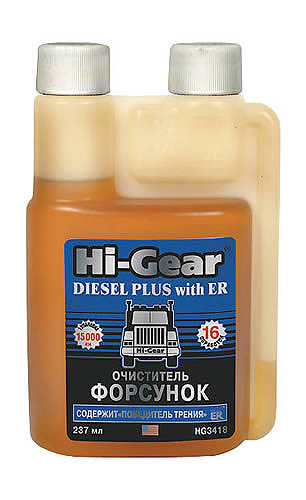 Hi-Gear®
DIESEL PLUS with ER
15000
км
16
Hi-Gear
ОЧИСТИТЕЛЬ
ФОРСУНОК
СОДЕРЖИТ «ПОБЕДИТЕЛЬ ТРЕНИЯ» ER
237 мл HG3418